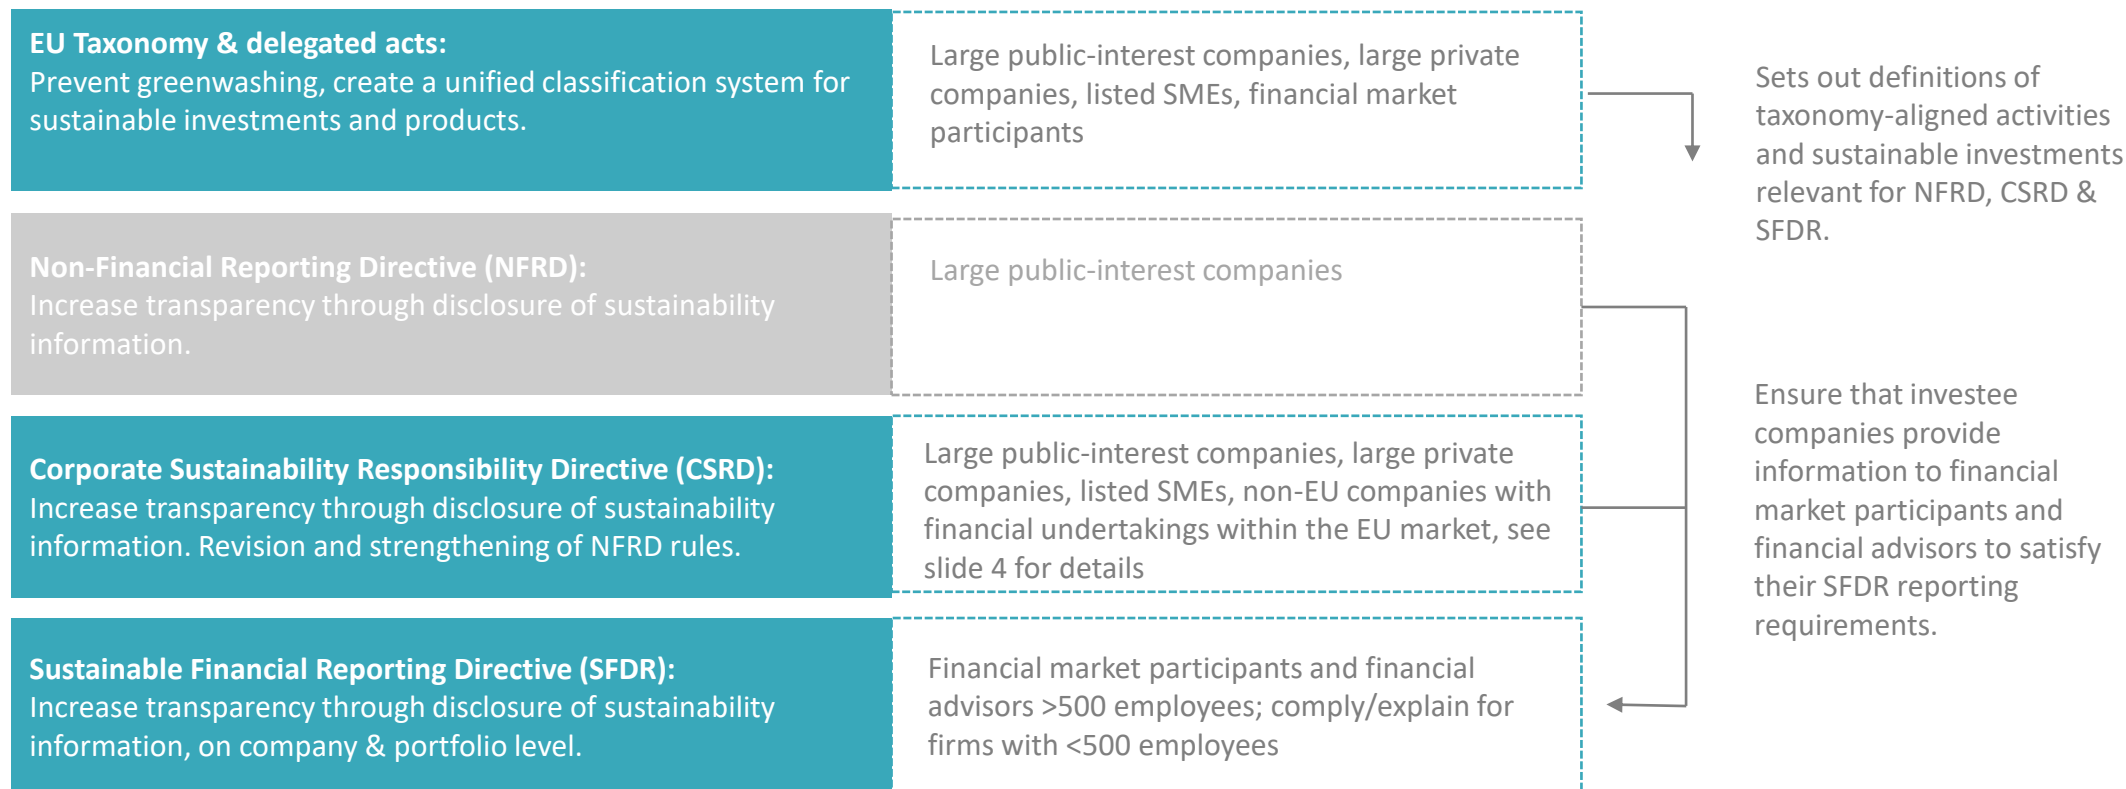 EU Taxonomy & delegated acts:
Prevent greenwashing, create a unified classification system for
sustainable investments and products.
Large public-interest companies, large private
companies, listed SMEs, financial market
participants
Sets out definitions of
taxonomy-aligned activities
and sustainable investments
relevant for NFRD, CSRD &
SFDR.
Non-Financial Reporting Directive (NFRD):
Increase transparency through disclosure of sustainability
information.
Large public-interest companies
Corporate Sustainability Responsibility Directive (CSRD):
Increase transparency through disclosure of sustainability
information. Revision and strengthening of NFRD rules.
Large public-interest companies, large private
companies, listed SMEs, non-EU companies with
financial undertakings within the EU market, see
slide 4 for details
Ensure that investee
companies provide
information to financial
market participants and
financial advisors to satisfy
their SFDR reporting
requirements.
Sustainable Financial Reporting Directive (SFDR):
Increase transparency through disclosure of sustainability
information, on company & portfolio level.
Financial market participants and financial
advisors >500 employees; comply/explain for
firms with <500 employees